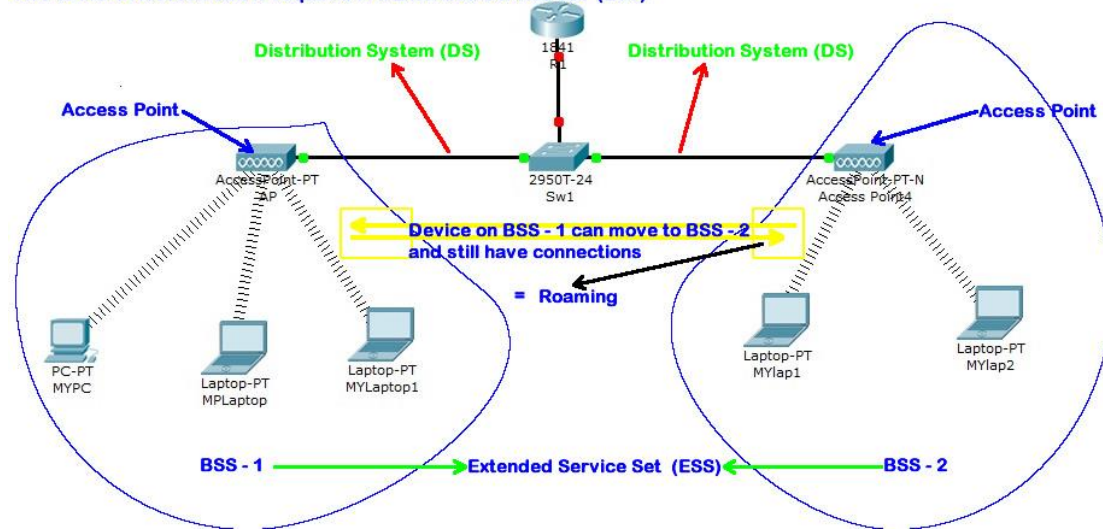 (ESS)
1841
R1
Distribution System (DS)
Distribution System (DS)
Access Point
Access Point
AccessPoint-PT
AP
2950T-24
Sw1
AccessPoint-PT-N
Access Point4
Device on BSS - 1 can move to BSS - 2
and still have connections
= Roaming
PC-PT
MYPC
Laptop-PT
MPLaptop
Laptop-PT
MYLaptop1
Laptop-PT
MYlap1
Laptop-PT
MYlap2
BSS - 1
Extended Service Set (ESS)
BSS - 2